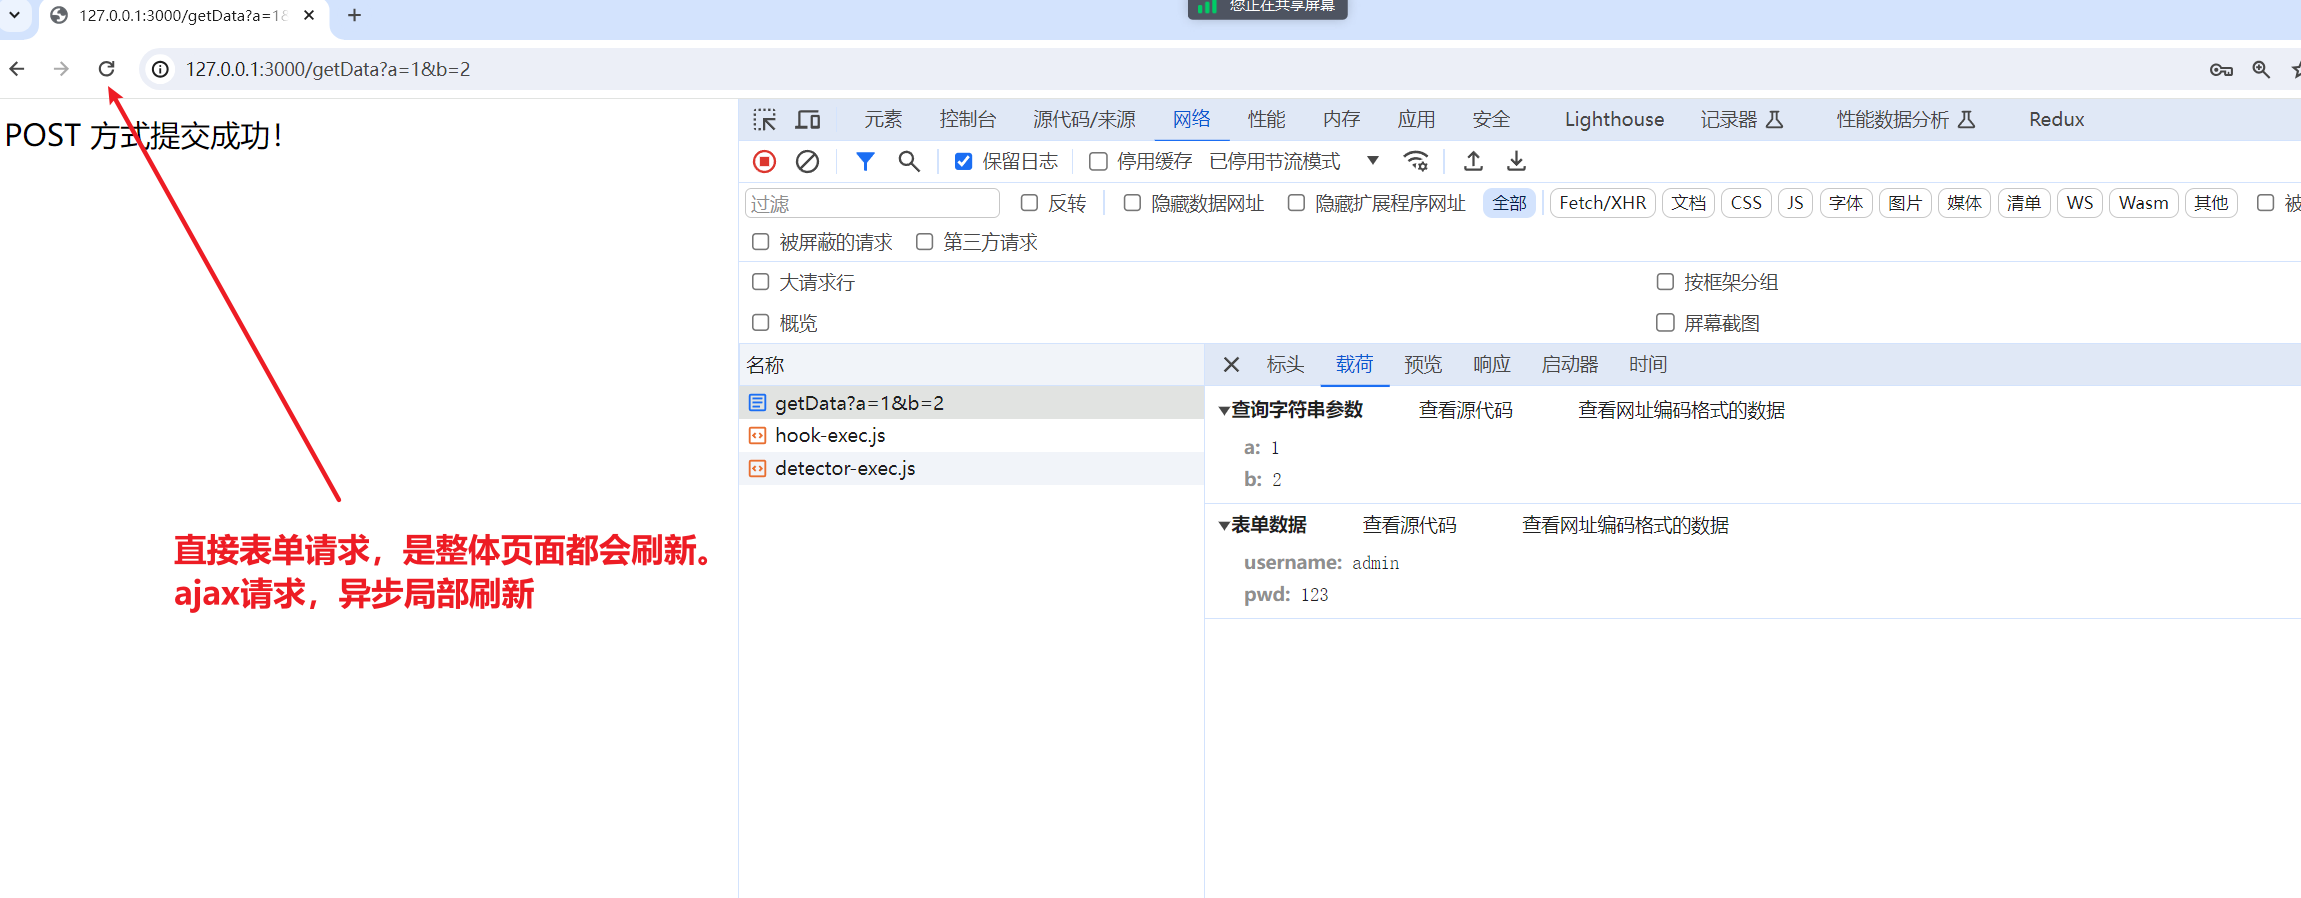 您正在共享屏幕
127.0.0.1:3000/getData?a=1&
127.0.0.1:3000/getData?a=1&b=2
POST 方式提交成功!
元素 控制台 源代码/来源 网络 性能 内存 应用 安全 Lighthouse 记录器 性能数据分析 Redux
保留日志 停用缓存 已停用节流模式
过滤 反转 隐藏数据网址 隐藏扩展程序网址 全部 Fetch/XHR 文档 CSS JS 字体 图片 媒体 清单 WS Wasm 其他 被
被屏蔽的请求 第三方请求
大请求行 按框架分组
概览 屏幕截图
名称 标头 载荷 预览 响应 启动器 时间
getData?a=1&b=2
hook-exec.js
detector-exec.js
查询字符串参数 查看源代码 查看网址编码格式的数据
a: 1
b: 2
表单数据 查看源代码 查看网址编码格式的数据
username: admin
pwd: 123
直接表单请求，是整体页面都会刷新。
ajax请求，异步局部刷新